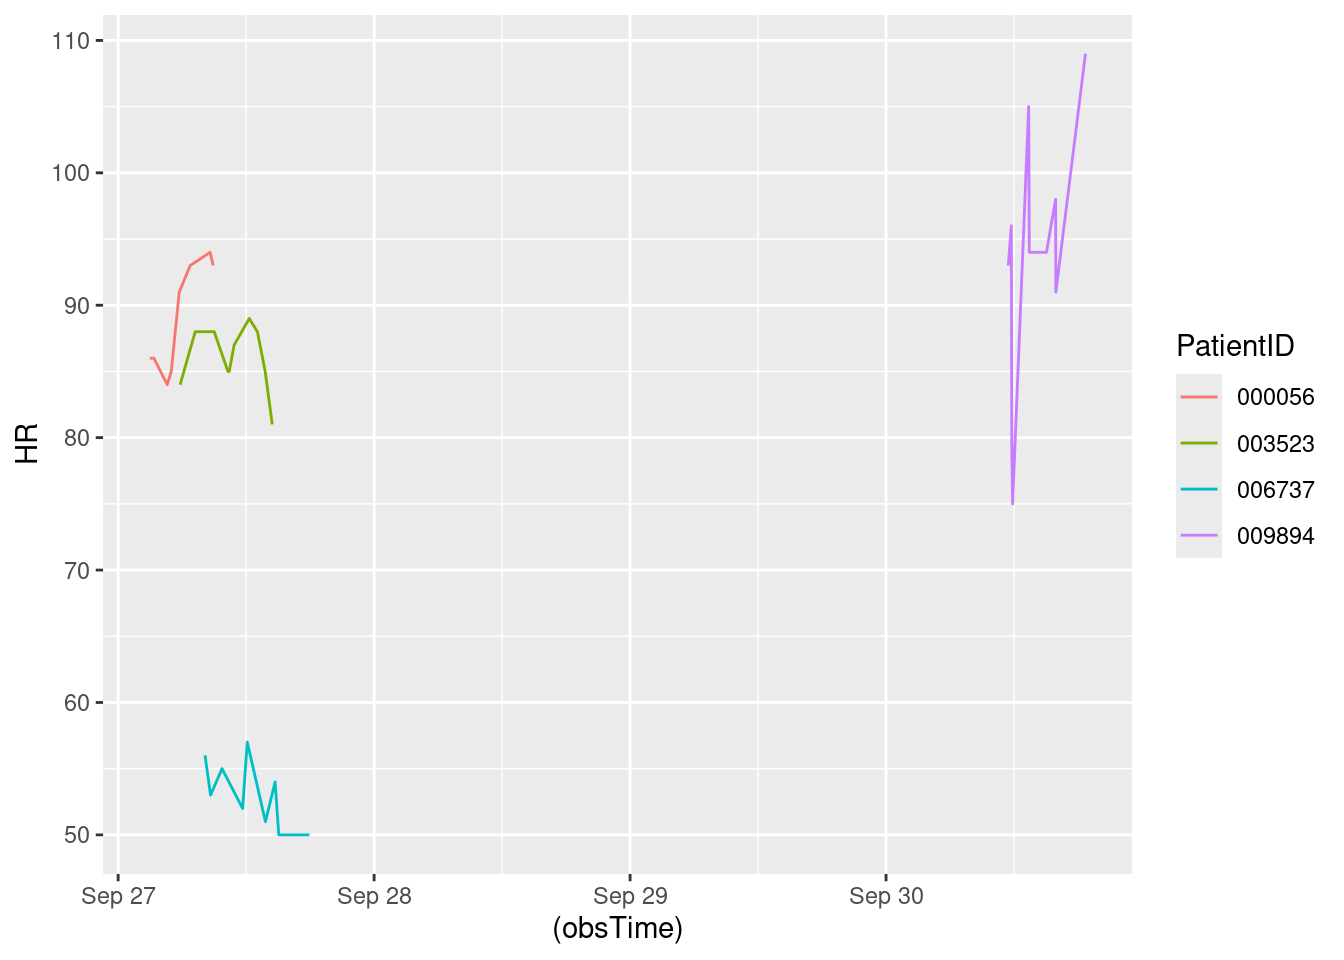 110
100
90
80
70
60
50
HR
Sep 27
Sep 28
Sep 29
Sep 30
(obsTime)
PatientID
000056
003523
006737
009894